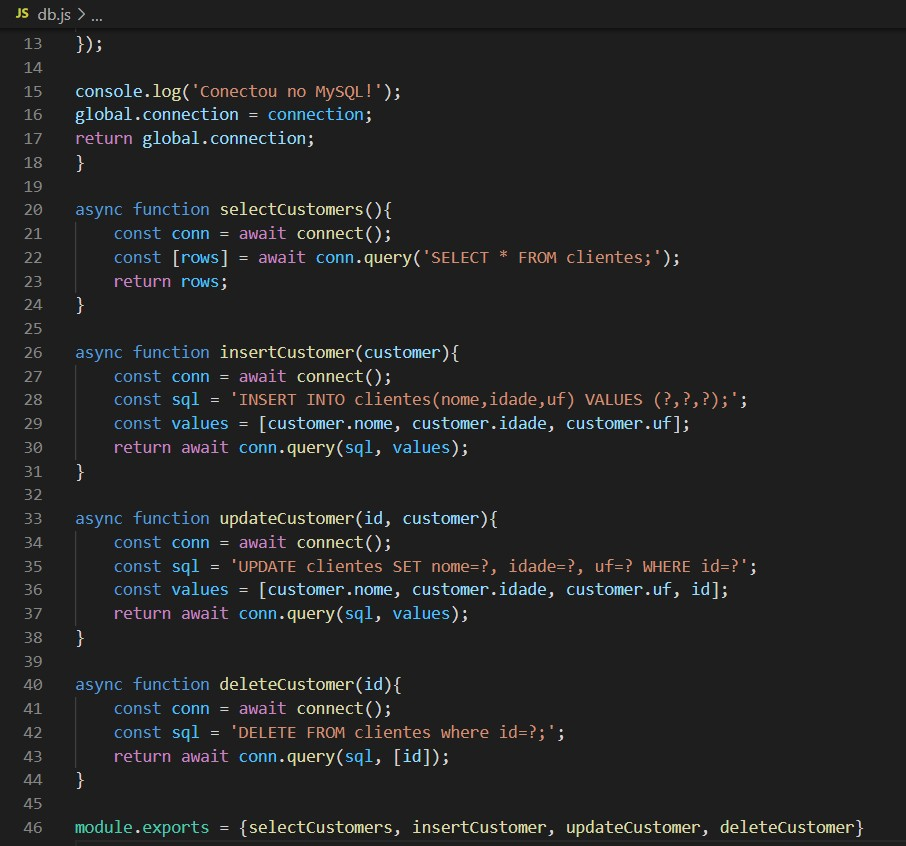 JS db.js > ...
13 });
14
15 console.log('Conectou no MySQL!');
16 global.connection = connection;
17 return global.connection;
18 }
19
20 async function selectCustomers(){
21     const conn = await connect();
22     const [rows] = await conn.query('SELECT * FROM clientes;');
23     return rows;
24 }
25
26 async function insertCustomer(customer){
27     const conn = await connect();
28     const sql = 'INSERT INTO clientes(nome,idade,uf) VALUES (?,?,?);';
29     const values = [customer.nome, customer.idade, customer.uf];
30     return await conn.query(sql, values);
31 }
32
33 async function updateCustomer(id, customer){
34     const conn = await connect();
35     const sql = 'UPDATE clientes SET nome=?, idade=?, uf=? WHERE id=?';
36     const values = [customer.nome, customer.idade, customer.uf, id];
37     return await conn.query(sql, values);
38 }
39
40 async function deleteCustomer(id){
41     const conn = await connect();
42     const sql = 'DELETE FROM clientes where id=?;';
43     return await conn.query(sql, [id]);
44 }
45
46 module.exports = {selectCustomers, insertCustomer, updateCustomer, deleteCustomer}